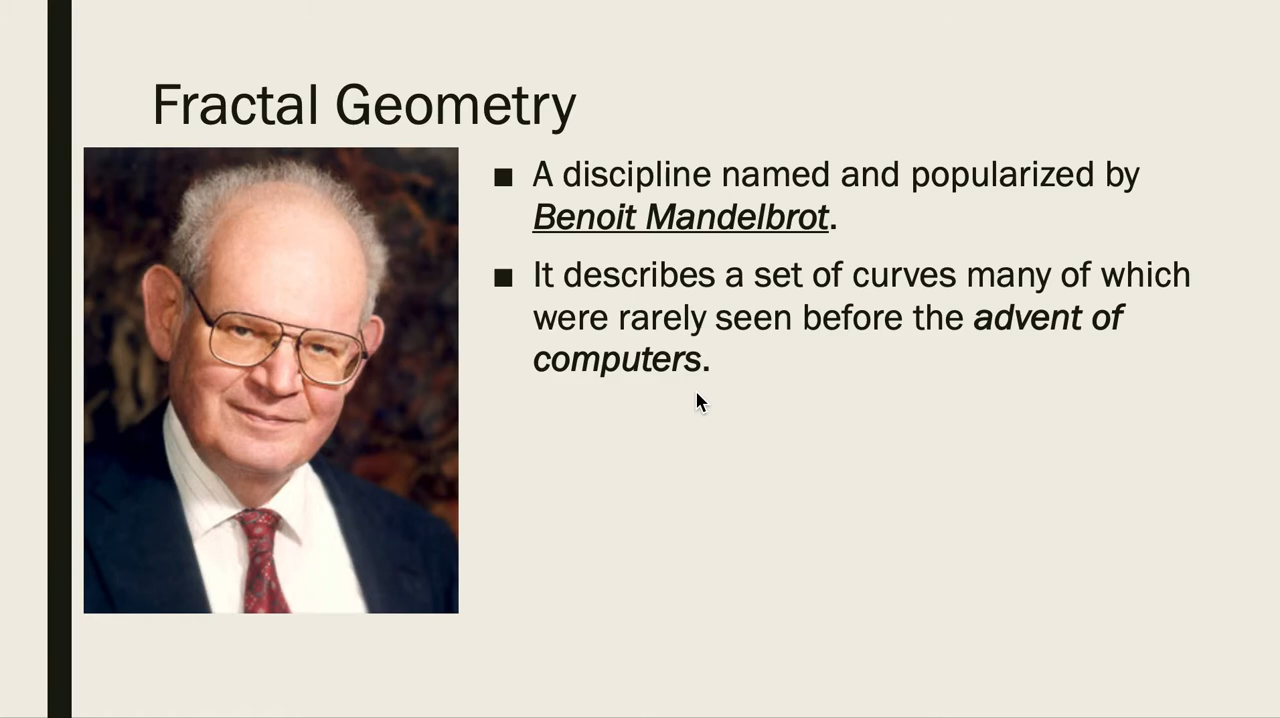 Fractal Geometry
■ A discipline named and popularized by
Benoit Mandelbrot.
■ It describes a set of curves many of which
were rarely seen before the advent of
computers.